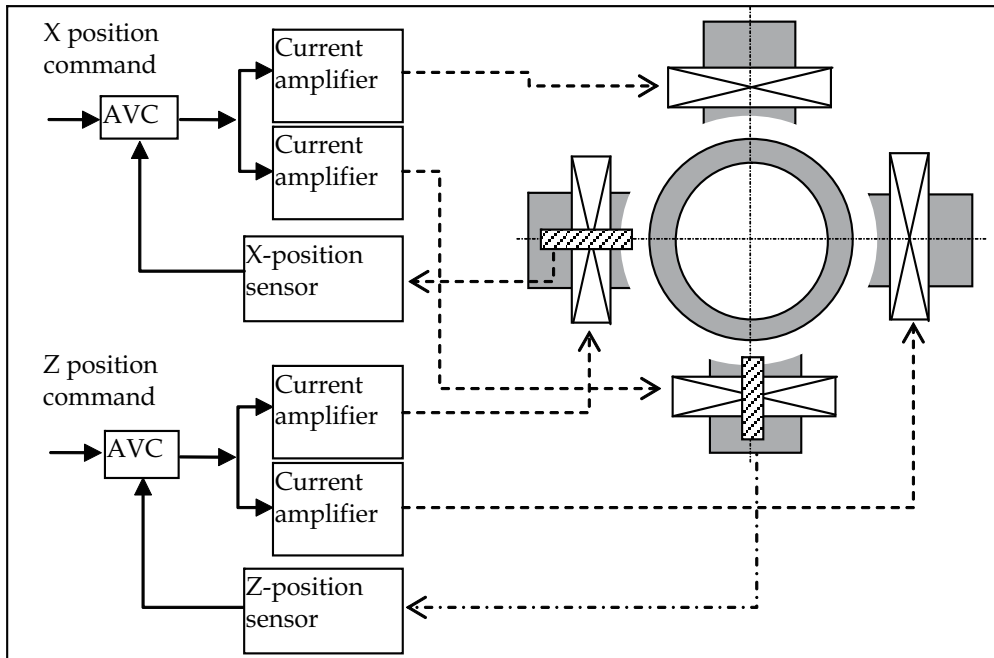 X position
command
AVC
Current
amplifier
Current
amplifier
X-position
sensor
Z position
command
AVC
Current
amplifier
Current
amplifier
Z-position
sensor